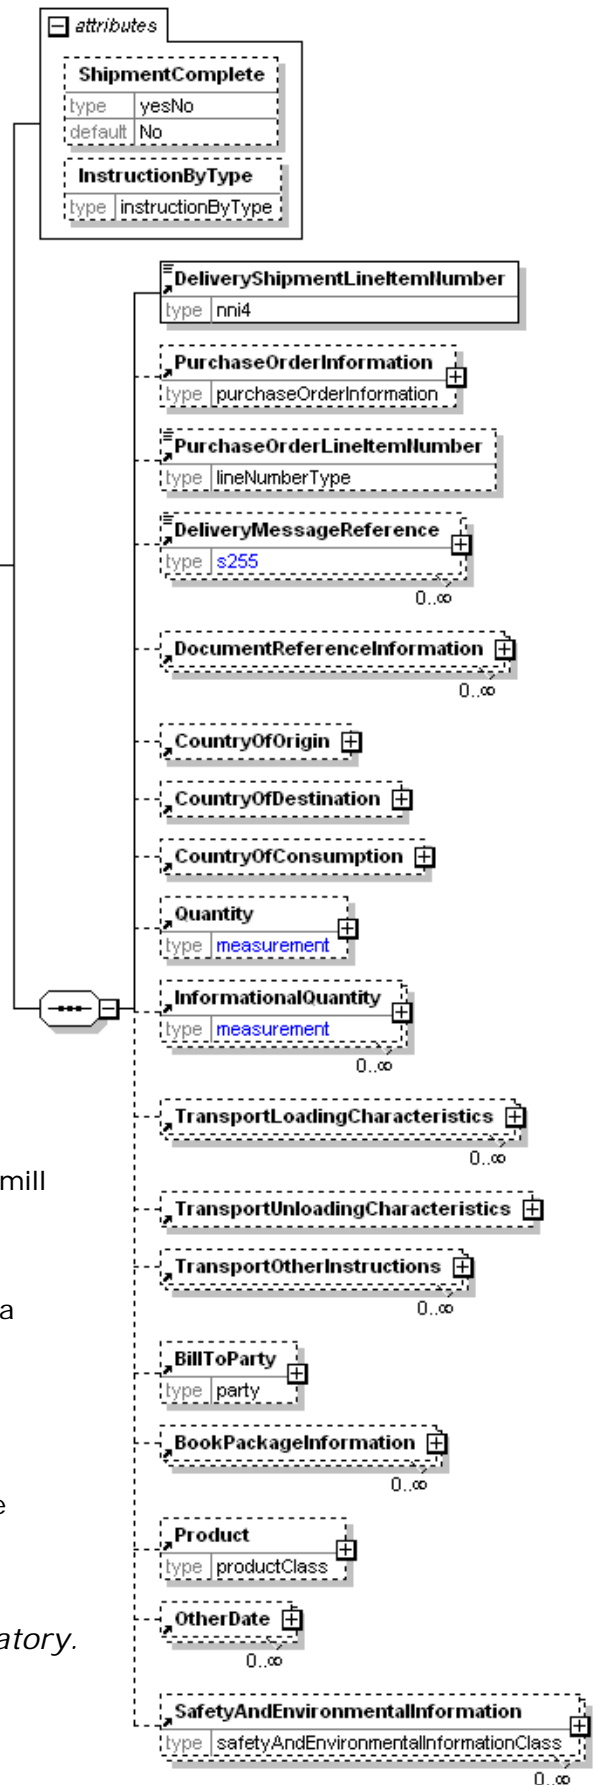 attributes
ShipmentComplete
type yesNo
default No
InstructionByType
type instructionByType
DeliveryShipmentLineItemNumber
type nni4
PurchaseOrderInformation
type purchaseOrderInformation
PurchaseOrderLineItemNumber
type lineNumberType
DeliveryMessageReference
type s255
0..∞
DocumentReferenceInformation
0..∞
CountryOfOrigin
CountryOfDestination
CountryOfConsumption
Quantity
type measurement
InformationalQuantity
type measurement
0..∞
TransportLoadingCharacteristics
0..∞
mill
TransportUnloadingCharacteristics
TransportOtherInstructions
0..∞
a
BillToParty
type party
BookPackageInformation
0..∞
e
Product
type productClass
OtherDate
0..∞
atory.
SafetyAndEnvironmentalInformation
type safetyAndEnvironmentalInformationClass
0..∞